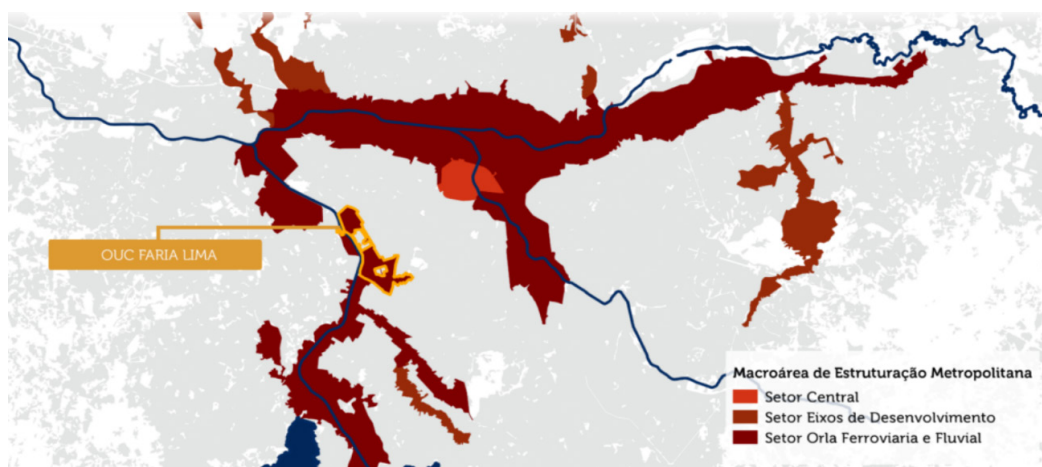 OUC FARIA LIMA
Macroárea de Estruturação Metropolitana
Setor Central
Setor Eixos de Desenvolvimento
Setor Orla Ferroviaria e Fluvial